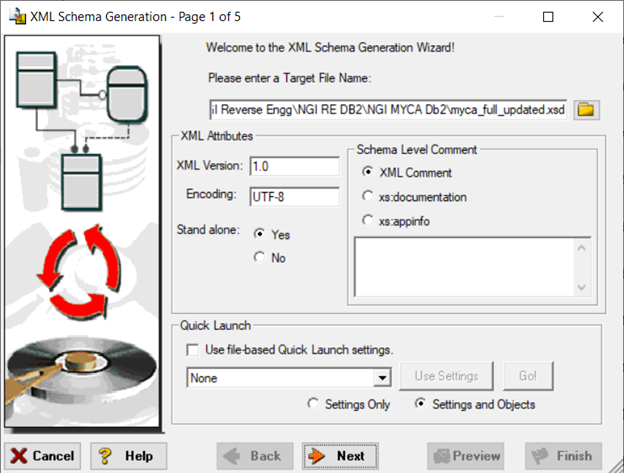 XML Schema Generation - Page 1 of 5
Welcome to the XML Schema Generation Wizard!
Please enter a Target File Name:
il Reverse Engg\NGI RE DB2\NGI MYCA Db2\myca_full_updated.xsd
XML Attributes
XML Version: 1.0
Encoding: UTF-8
Stand alone: Yes
No
Schema Level Comment
XML Comment
xs:documentation
xs:appinfo
Quick Launch
Use file-based Quick Launch settings.
None
Use Settings
Go!
Settings Only
Settings and Objects
Cancel
Help
Back
Next
Preview
Finish